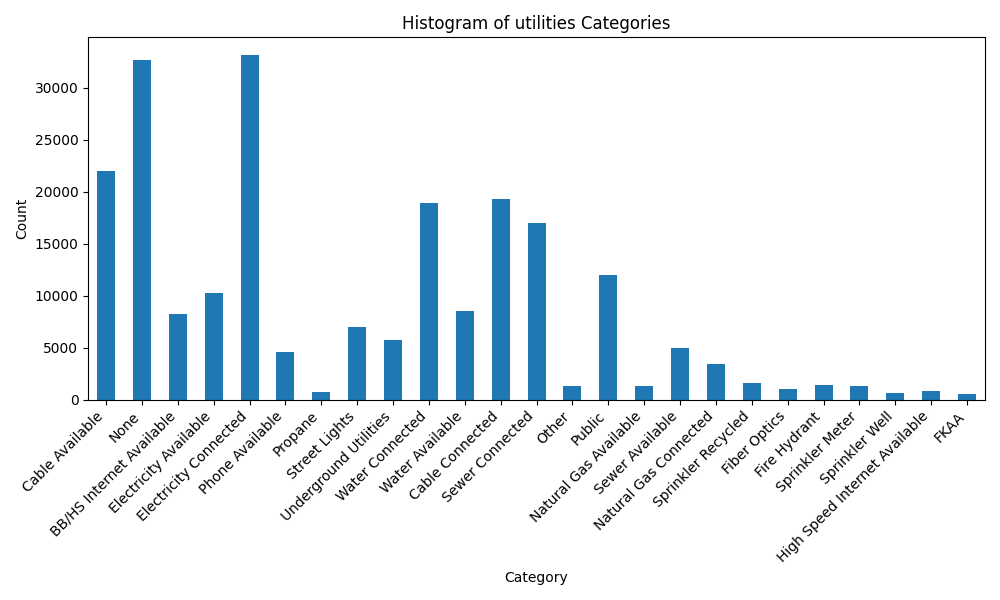 Histogram of utilities Categories
30000
25000
20000
15000
10000
5000
0
Count
Cable Available
None
BB/HS Internet Available
Electricity Available
Electricity Connected
Phone Available
Propane
Street Lights
Underground Utilities
Water Connected
Water Available
Cable Connected
Sewer Connected
Other
Public
Natural Gas Available
Sewer Available
Natural Gas Connected
Sprinkler Recycled
Fiber Optics
Fire Hydrant
Sprinkler Meter
Sprinkler Well
High Speed Internet Available
FKAA
Category